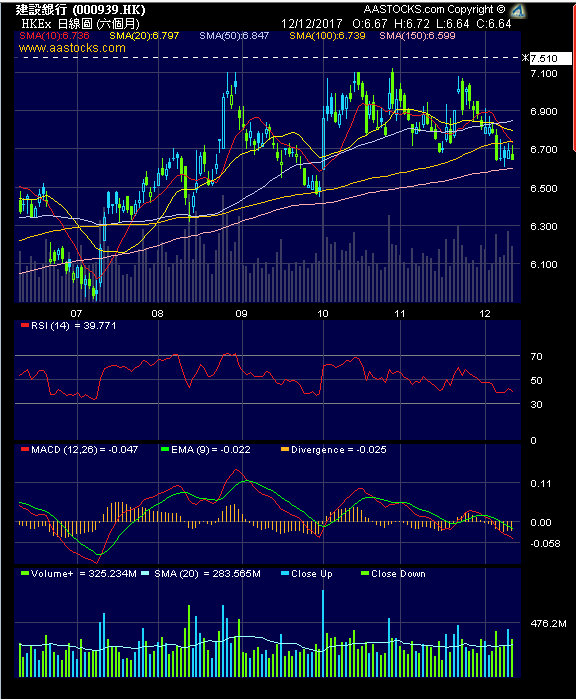 建設銀行 (000939.HK) AASTOCKS.com Copyright ©
HKEx 日線圖 (六個月) 12/12/2017 O:6.67 H:6.72 L:6.64 C:6.64
SMA(10):6.736 SMA(20):6.797 SMA(50):6.847 SMA(100):6.739 SMA(150):6.599
www.aastocks.com
7.510
7.100
6.900
6.700
6.500
6.300
6.100
07 08 09 10 11 12
RSI (14) = 39.771
70
50
30
0
MACD (12,26) = -0.047 EMA (9) = -0.022 Divergence = -0.025
0.11
0.00
-0.058
Volume+ = 325.234M SMA (20) = 283.565M Close Up Close Down
476.2M